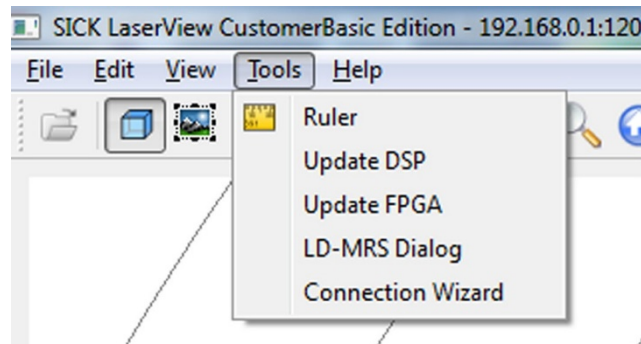 SICK LaserView CustomerBasic Edition - 192.168.0.1:120
File Edit View Tools Help
Ruler
Update DSP
Update FPGA
LD-MRS Dialog
Connection Wizard